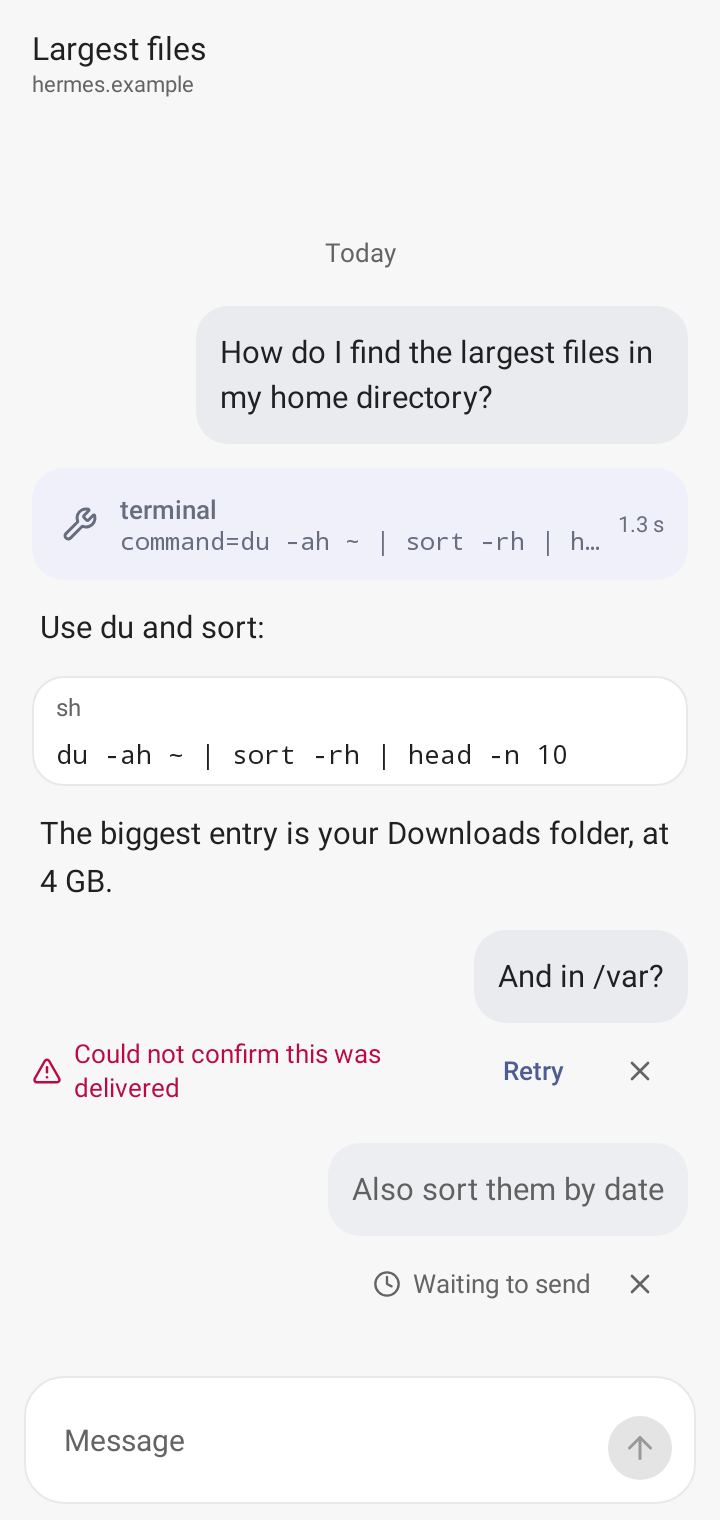 Largest files
hermes.example
Today
How do I find the largest files in
my home directory?
terminal
command=du -ah ~ | sort -rh | h…
1.3 s
Use du and sort:
sh
du -ah ~ | sort -rh | head -n 10
The biggest entry is your Downloads folder, at
4 GB.
And in /var?
Could not confirm this was
delivered
Retry
Also sort them by date
Waiting to send
Message